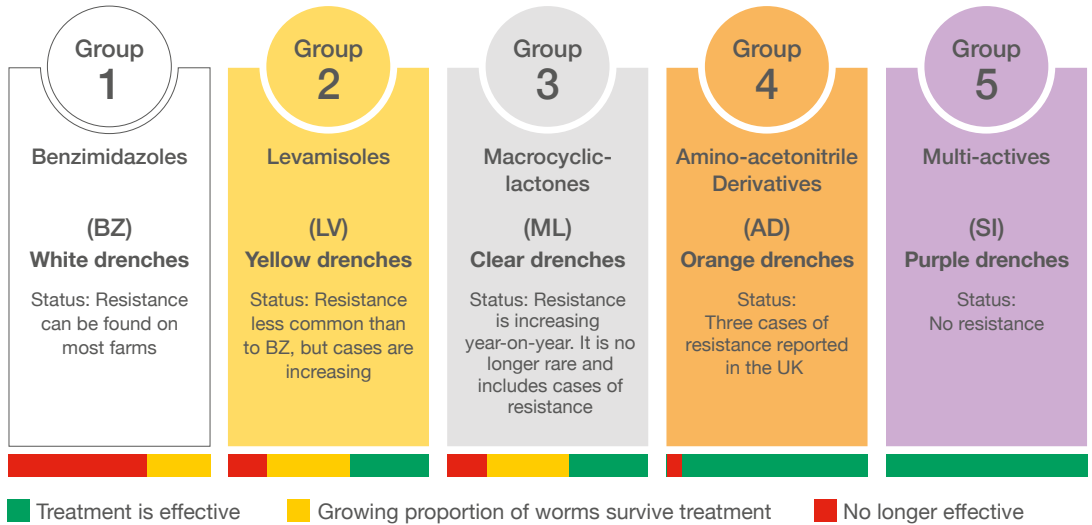 Group
1
Benzimidazoles
(BZ)
White drenches
Status: Resistance
can be found on
most farms
Group
2
Levamisoles
(LV)
Yellow drenches
Status: Resistance
less common than
to BZ, but cases are
increasing
Group
3
Macrocyclic-
lactones
(ML)
Clear drenches
Status: Resistance
is increasing
year-on-year. It is no
longer rare and
includes cases of
resistance
Group
4
Amino-acetonitrile
Derivatives
(AD)
Orange drenches
Status:
Three cases of
resistance reported
in the UK
Group
5
Multi-actives
(SI)
Purple drenches
Status:
No resistance
Treatment is effective
Growing proportion of worms survive treatment
No longer effective